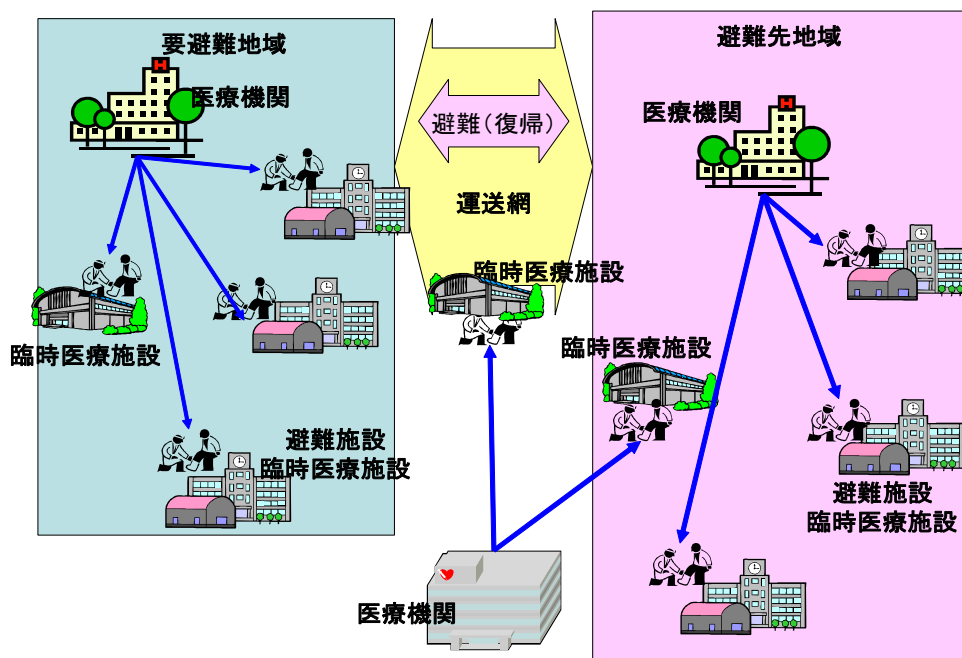 要避難地域
医療機関
臨時医療施設
避難施設
臨時医療施設
避難(復帰)
運送網
臨時医療施設
臨時医療施設
医療機関
避難先地域
医療機関
避難施設
臨時医療施設
H
H